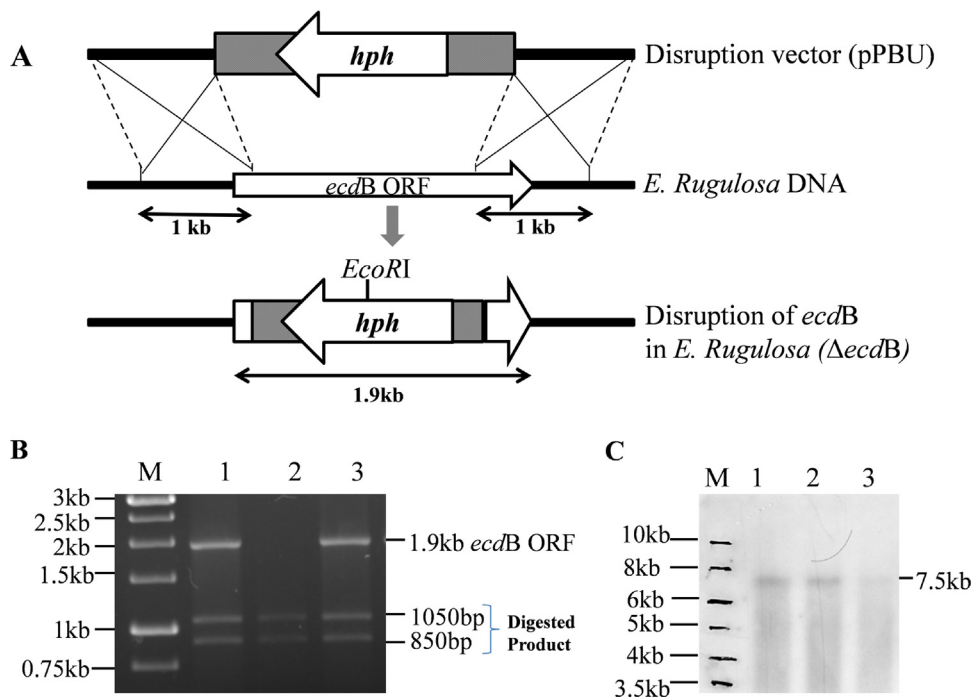 A
hph
Disruption vector (pPBU)
ecdB ORF
E. Rugulosa DNA
1 kb
1 kb
EcoRI
hph
Disruption of ecdB
in E. Rugulosa (ΔecdB)
1.9kb
B
M 1 2 3
3kb
2.5kb
2kb
1.5kb
1kb
0.75kb
1.9kb ecdB ORF
1050bp
850bp
Digested
Product
C
M 1 2 3
10kb
8kb
6kb
5kb
4kb
3.5kb
7.5kb